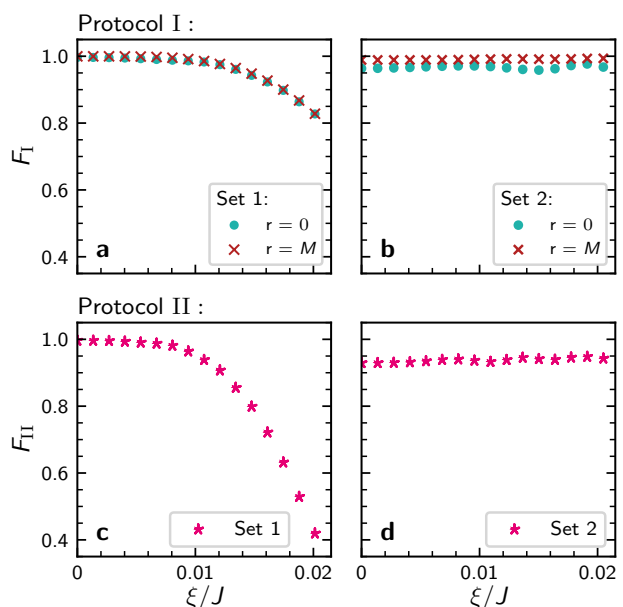 Protocol I :
1.0
0.8
0.6
0.4
F_I
Set 1:
r = 0
r = M
a
Set 2:
r = 0
r = M
b
Protocol II :
1.0
0.8
0.6
0.4
F_II
c
Set 1
d
Set 2
0 0.01 0.02
0 0.01 0.02
ξ/J
ξ/J